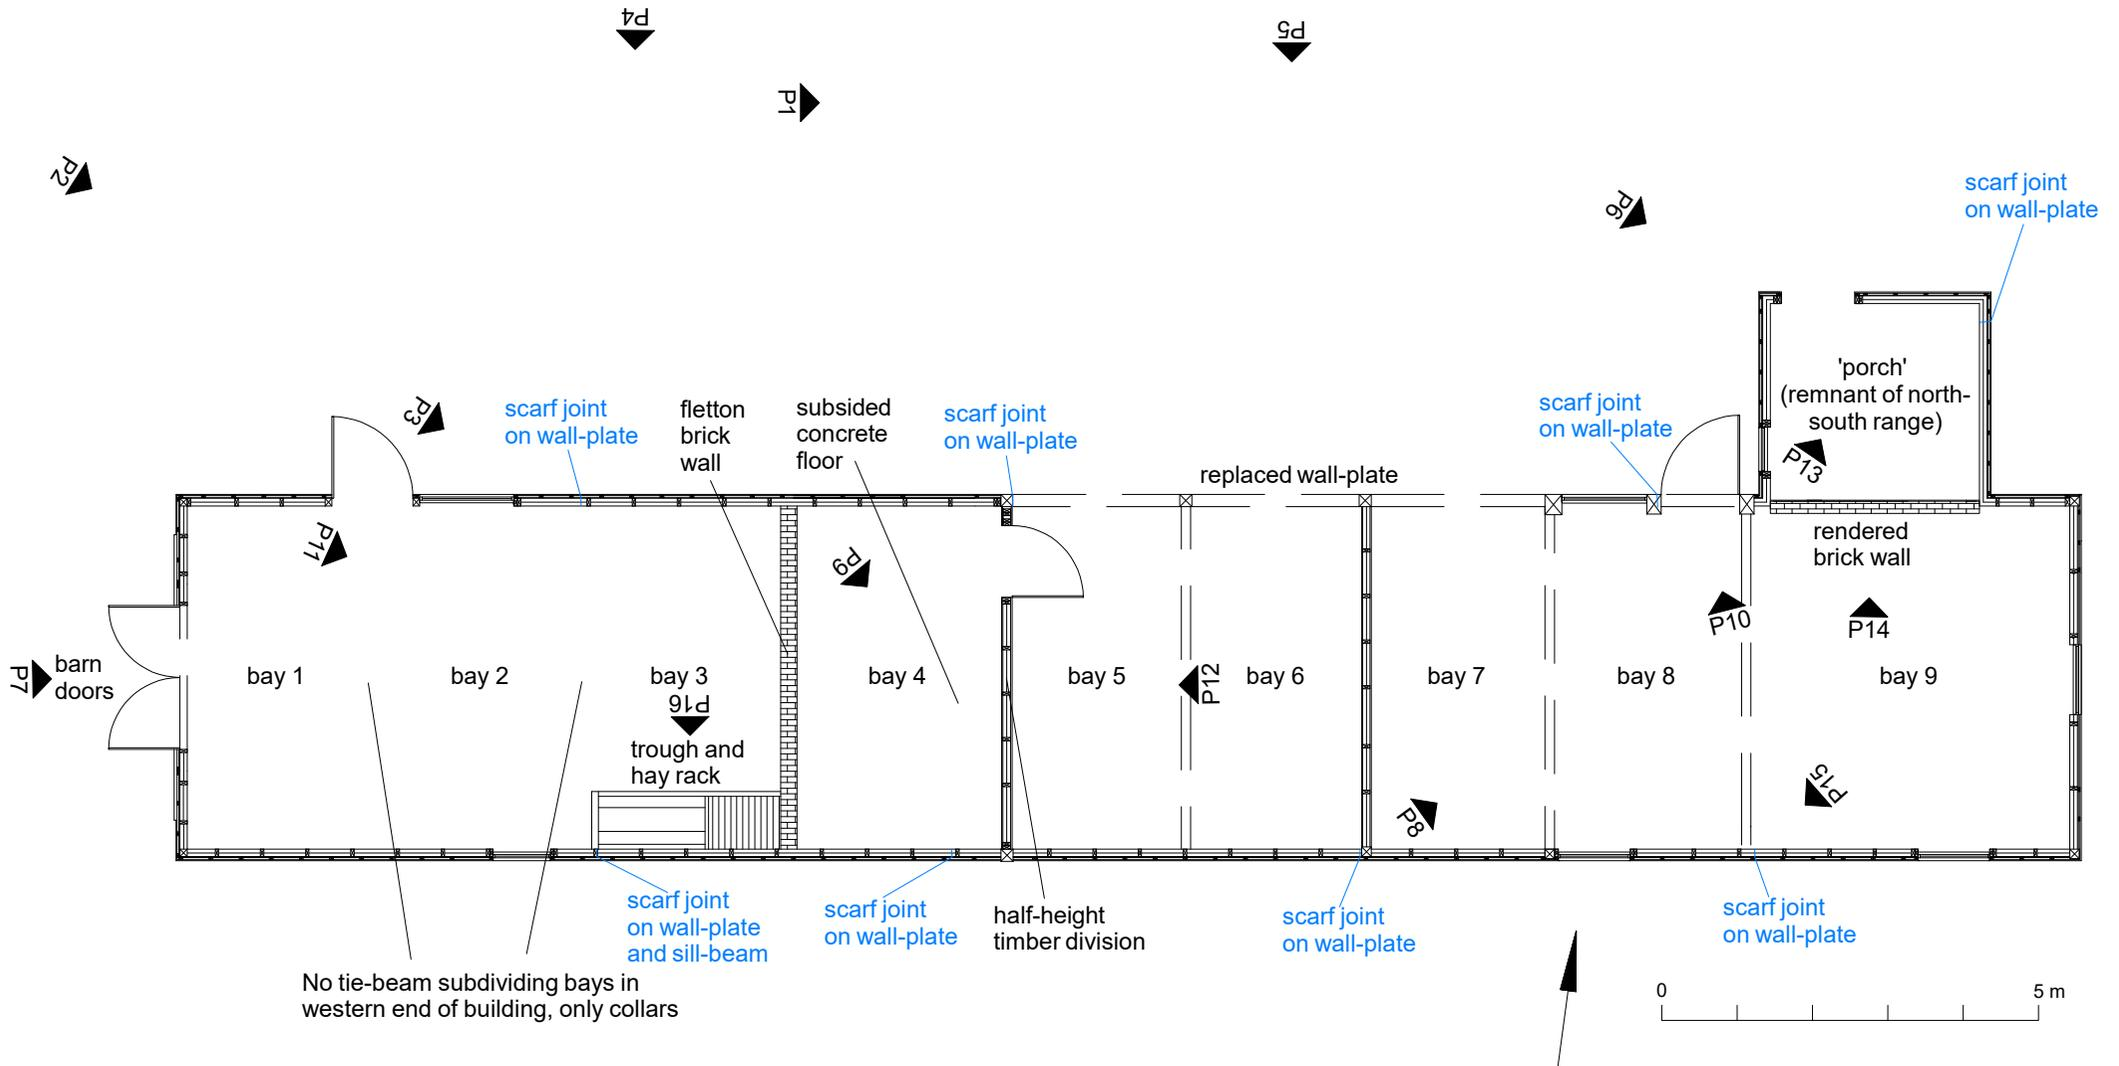 P4
P5
P1
P2
P6
scarf joint
on wall-plate
'porch'
(remnant of north-
south range)
P13
P3
scarf joint
on wall-plate
fletton
brick
wall
subsided
concrete
floor
scarf joint
on wall-plate
replaced wall-plate
scarf joint
on wall-plate
rendered
brick wall
P11
P9
P10
P14
P7
barn
doors
bay 1
bay 2
bay 3
bay 4
bay 5
P12
bay 6
bay 7
bay 8
bay 9
P16
trough and
hay rack
P8
P15
scarf joint
on wall-plate
and sill-beam
scarf joint
on wall-plate
half-height
timber division
scarf joint
on wall-plate
scarf joint
on wall-plate
No tie-beam subdividing bays in
western end of building, only collars
0
5 m